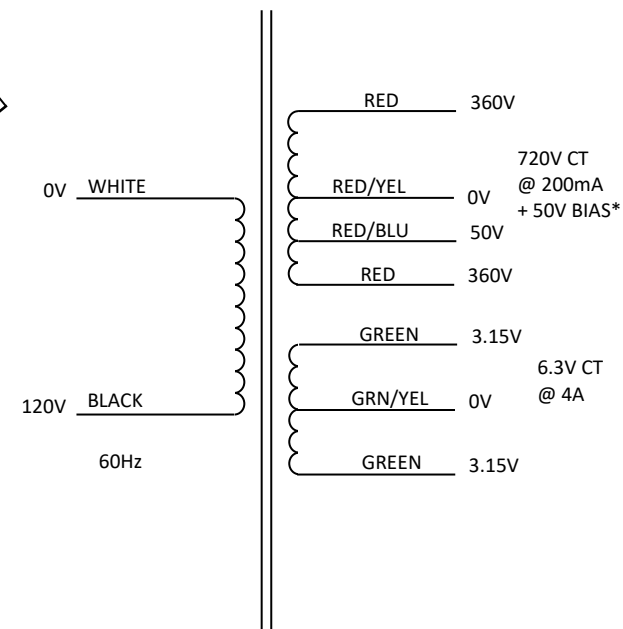 RED 360V
720V CT
@ 200mA
+ 50V BIAS*
0V WHITE
RED/YEL 0V
RED/BLU 50V
RED 360V
GREEN 3.15V
6.3V CT
@ 4A
120V BLACK
GRN/YEL 0V
60Hz
GREEN 3.15V